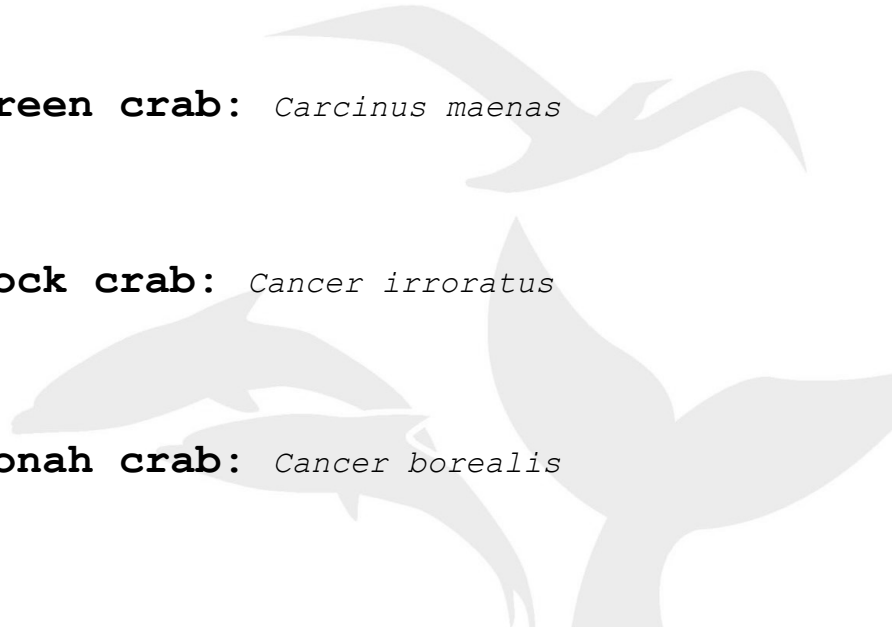 reen crab: Carcinus maenas
ock crab: Cancer irroratus
onah crab: Cancer borealis